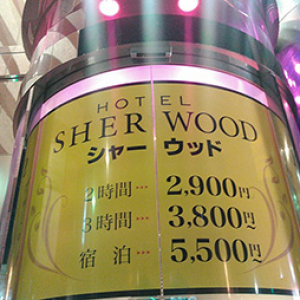 HOTEL
SHER WOOD
シャーウッド
2時間… 2,900円
3時間… 3,800円
宿 泊… 5,500円